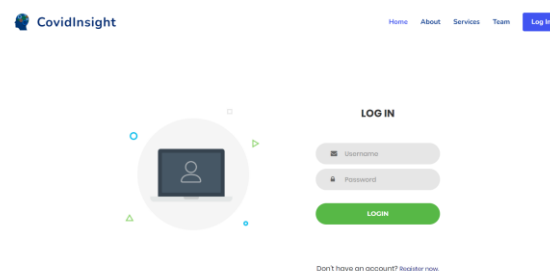 CovidInsight
Home About Services Team Log In
LOG IN
Username
Password
LOGIN
Don't have an account? Register now.